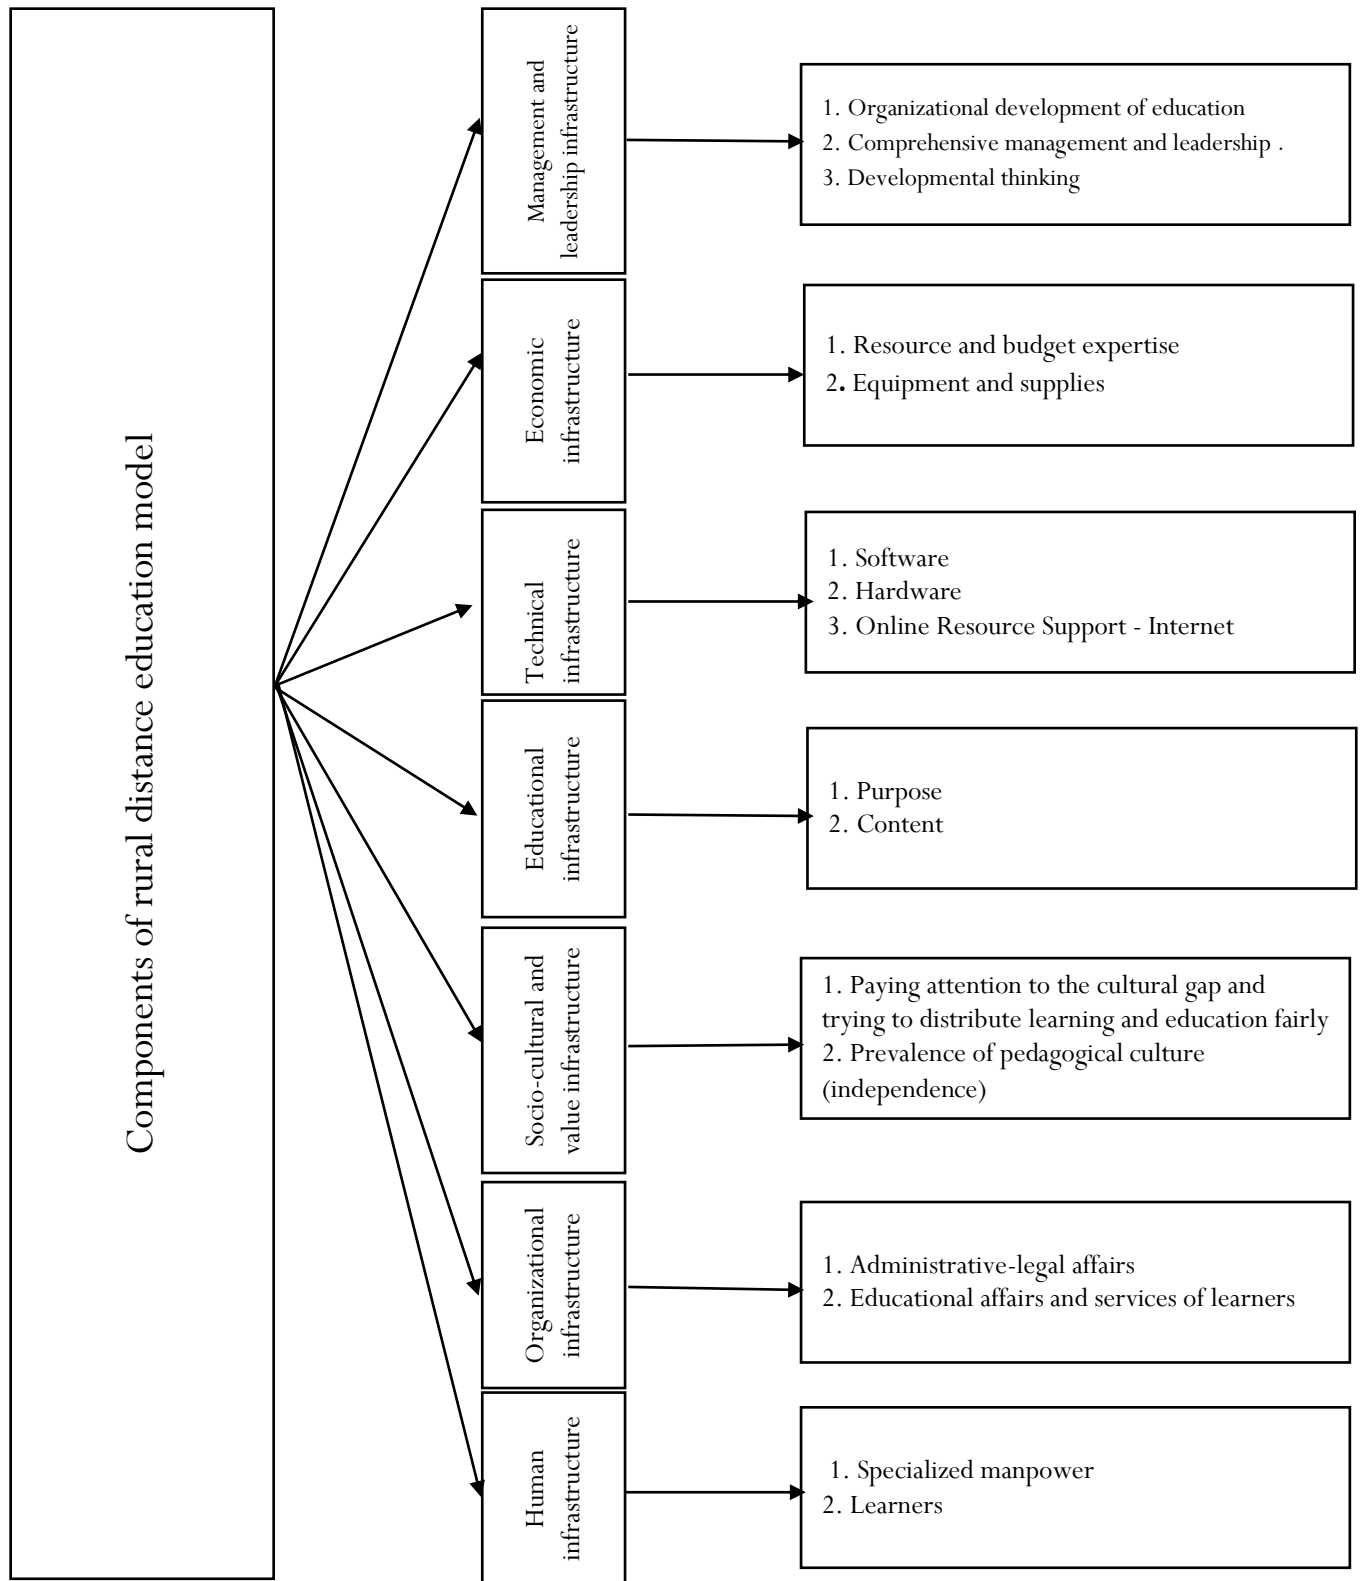 Components of rural distance education model
Management and
leadership infrastructure
1. Organizational development of education
2. Comprehensive management and leadership .
3. Developmental thinking
Economic
infrastructure
1. Resource and budget expertise
2. Equipment and supplies
Technical
infrastructure
1. Software
2. Hardware
3. Online Resource Support - Internet
Educational
infrastructure
1. Purpose
2. Content
Socio-cultural and
value infrastructure
1. Paying attention to the cultural gap and
trying to distribute learning and education fairly
2. Prevalence of pedagogical culture
(independence)
Organizational
infrastructure
1. Administrative-legal affairs
2. Educational affairs and services of learners
Human
infrastructure
1. Specialized manpower
2. Learners